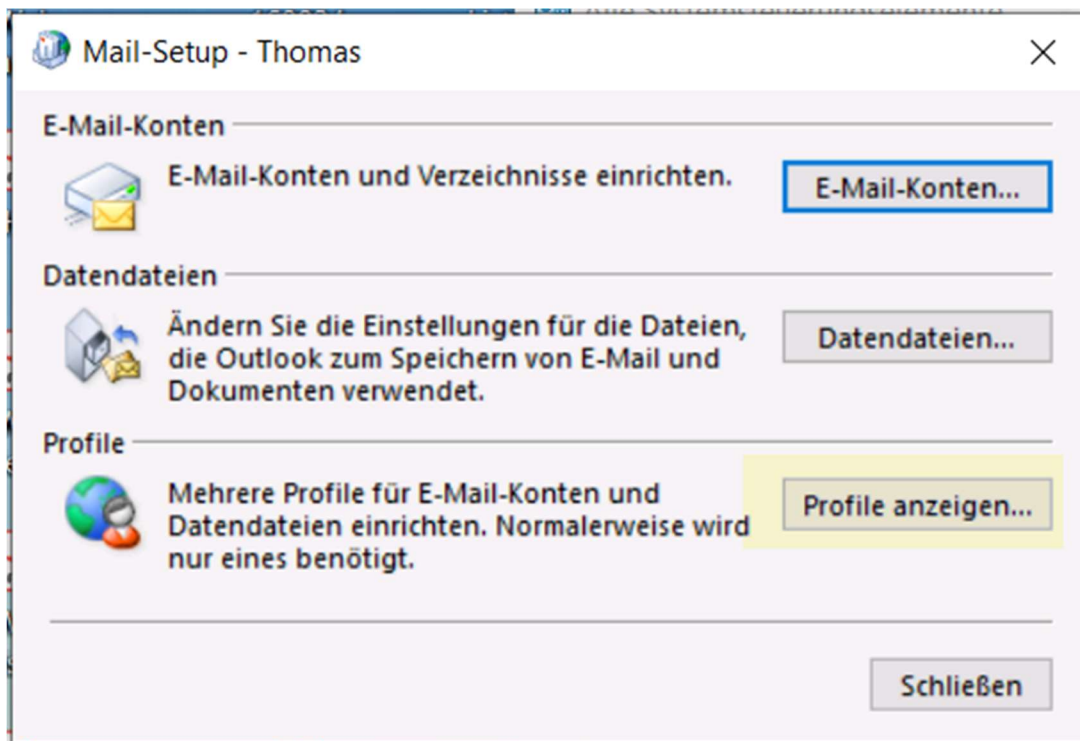 Alle Systemsteuerungselemente
Mail-Setup - Thomas
E-Mail-Konten
E-Mail-Konten und Verzeichnisse einrichten.
E-Mail-Konten...
Datendateien
Ändern Sie die Einstellungen für die Dateien,
die Outlook zum Speichern von E-Mail und
Dokumenten verwendet.
Datendateien...
Profile
Mehrere Profile für E-Mail-Konten und
Datendateien einrichten. Normalerweise wird
nur eines benötigt.
Profile anzeigen...
Schließen